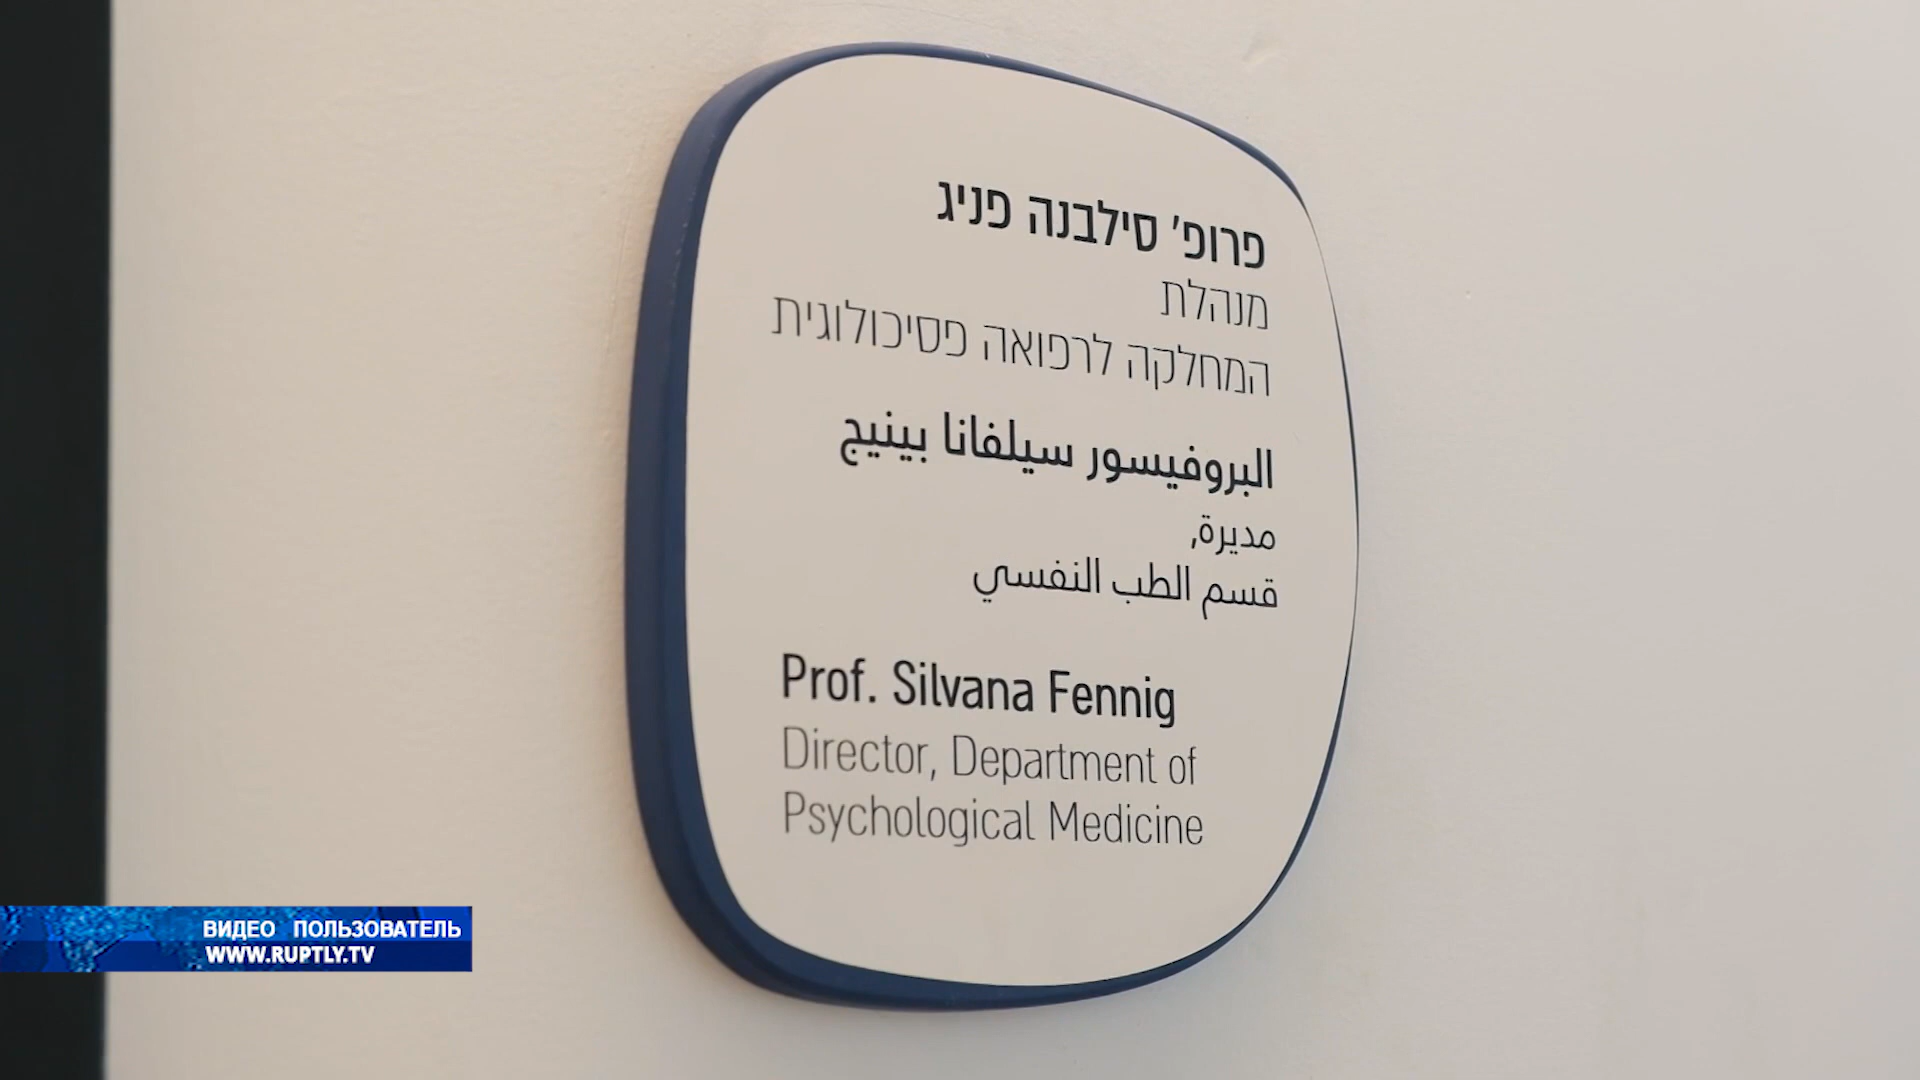 פרופ' סילבנה פניג
מנהלת
המחלקה לרפואה פסיכולוגית
البروفيسور سيلفانا بينيج
مديرة,
قسم الطب النفسي
Prof. Silvana Fennig
Director, Department of
Psychological Medicine
ВИДЕО ПОЛЬЗОВАТЕЛЬ
WWW.RUPTLY.TV